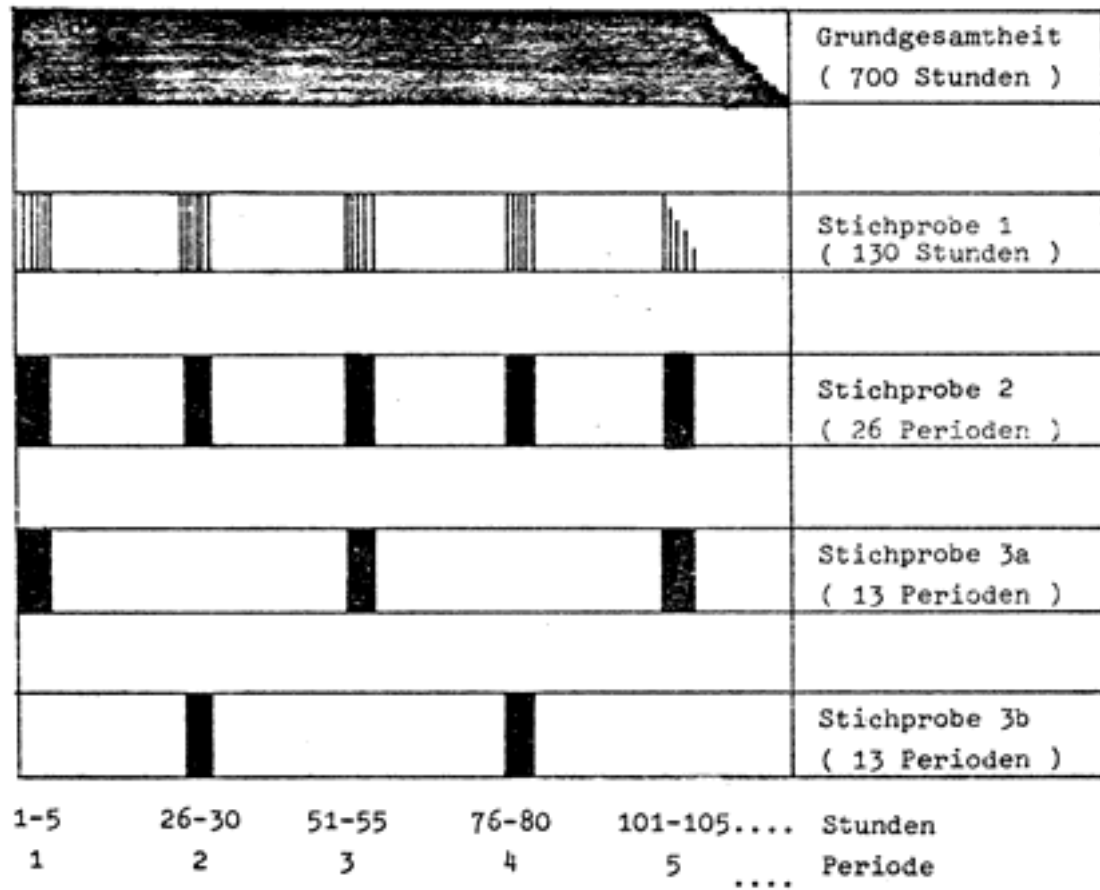 Grundgesamtheit
( 700 Stunden )
Stichprobe 1
( 130 Stunden )
Stichprobe 2
( 26 Perioden )
Stichprobe 3a
( 13 Perioden )
Stichprobe 3b
( 13 Perioden )
1-5 26-30 51-55 76-80 101-105.... Stunden
1 2 3 4 5 .... Periode